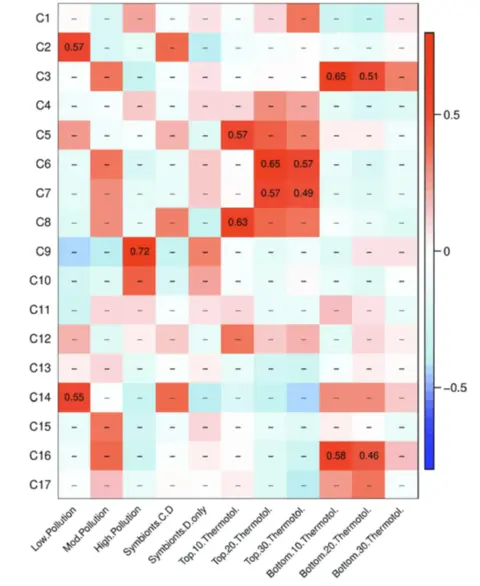 C1 – – – – – – – – – – –
C2 0.57 – – – – – – – – – –
C3 – – – – – – – – 0.65 0.51 –
C4 – – – – – – – – – – –
C5 – – – – – 0.57 – – – – –
C6 – – – – – – 0.65 0.57 – – –
C7 – – – – – – 0.57 0.49 – – –
C8 – – – – – 0.63 – – – – –
C9 – – 0.72 – – – – – – – –
C10 – – – – – – – – – – –
C11 – – – – – – – – – – –
C12 – – – – – – – – – – –
C13 – – – – – – – – – – –
C14 0.55 – – – – – – – – – –
C15 – – – – – – – – – – –
C16 – – – – – – – – 0.58 0.46 –
C17 – – – – – – – – – – –
Low.Pollution
Mod.Pollution
High.Pollution
Symbionts.C.D
Symbionts.D.only
Top.10.Thermotol.
Top.20.Thermotol.
Top.30.Thermotol.
Bottom.10.Thermotol.
Bottom.20.Thermotol.
Bottom.30.Thermotol.
0.5
0
–0.5